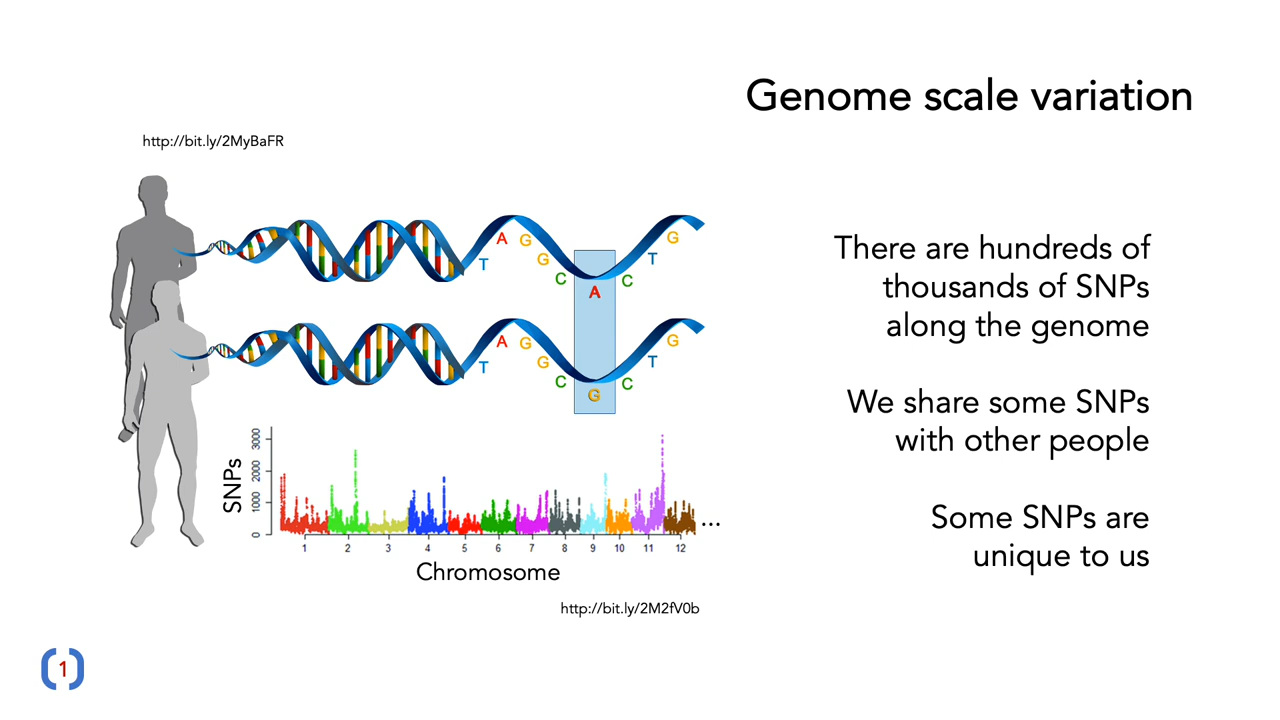 Genome scale variation
http://bit.ly/2MyBaFR
A G G
T G T
C A C
A G G
T G T
C G C
There are hundreds of
thousands of SNPs
along the genome
We share some SNPs
with other people
Some SNPs are
unique to us
SNPs
3000
2000
1000
0
1 2 3 4 5 6 7 8 9 10 11 12 ...
Chromosome
http://bit.ly/2M2fV0b
1